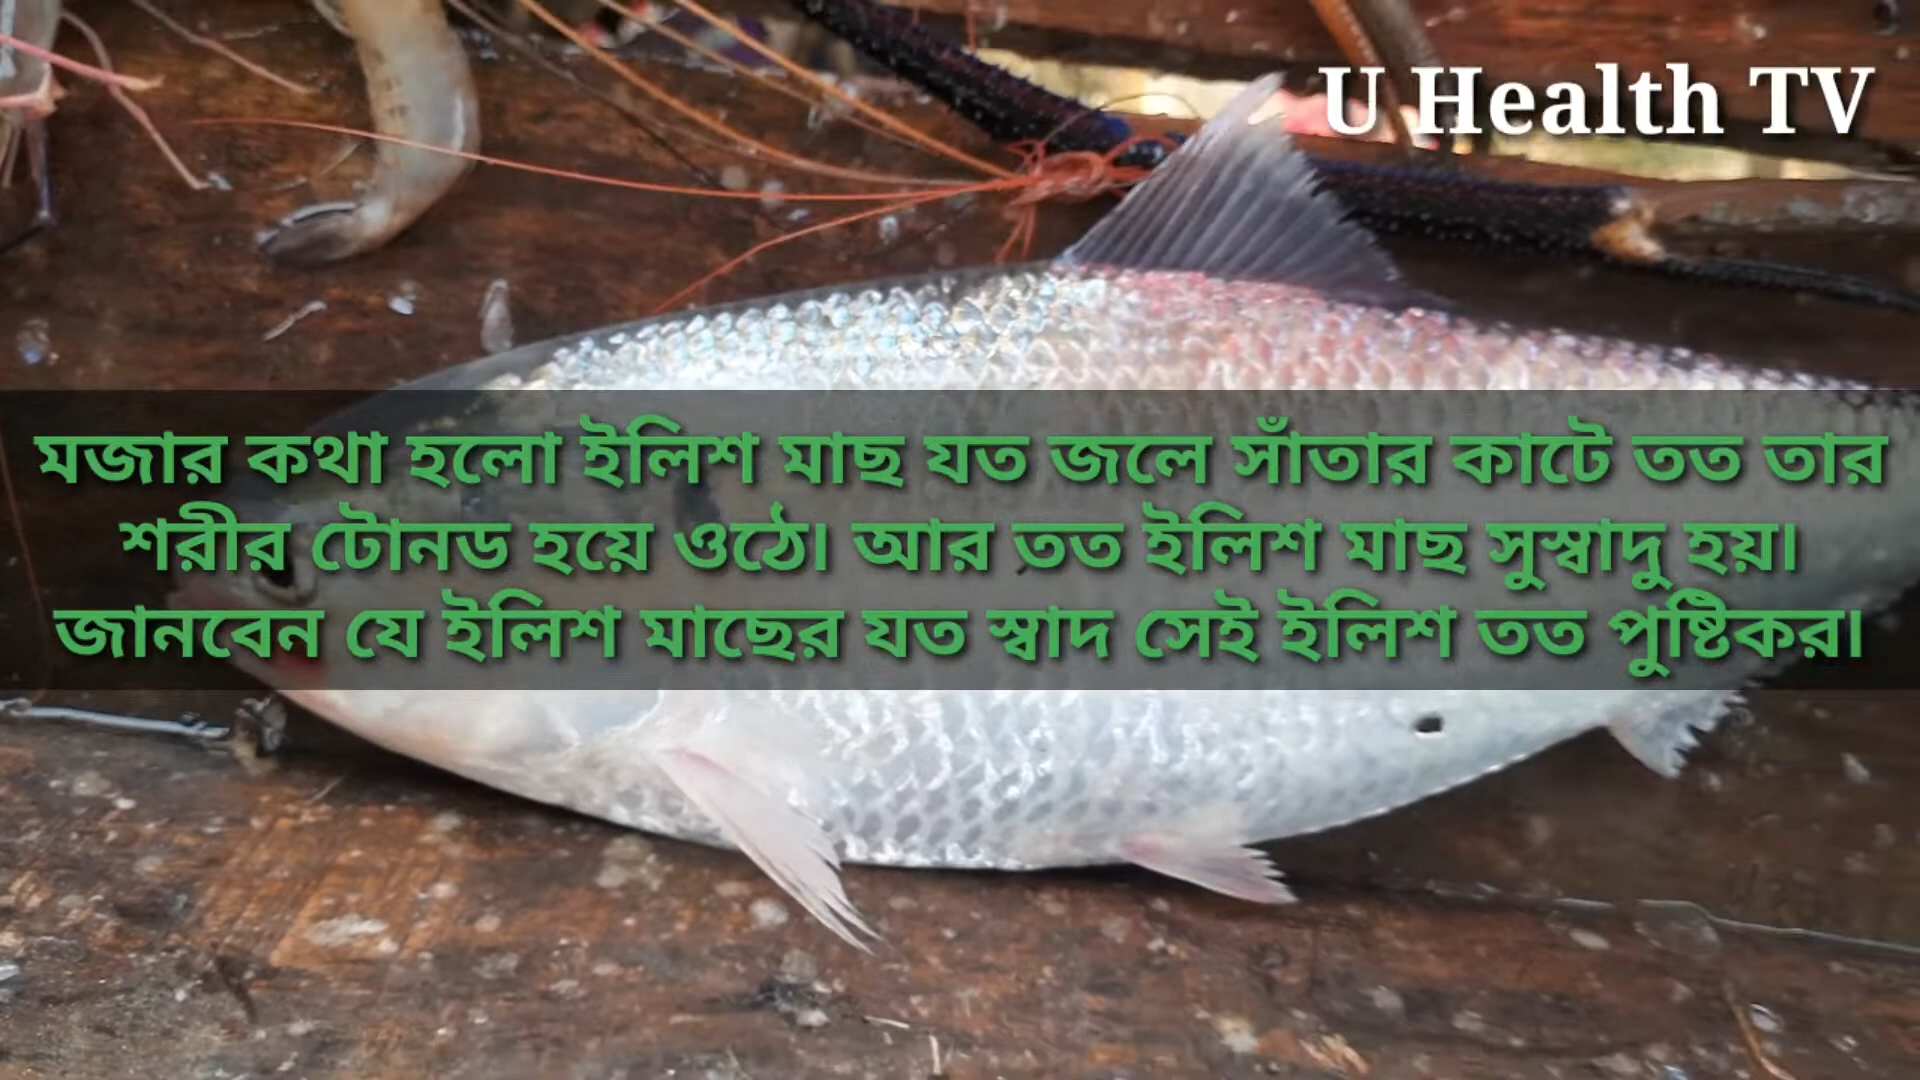 U Health TV
মজার কথা হলো ইলিশ মাছ যত জলে সাঁতার কাটে তত তার
শরীর টোনড হয়ে ওঠে। আর তত ইলিশ মাছ সুস্বাদু হয়।
জানবেন যে ইলিশ মাছের যত স্বাদ সেই ইলিশ তত পুষ্টিকর।